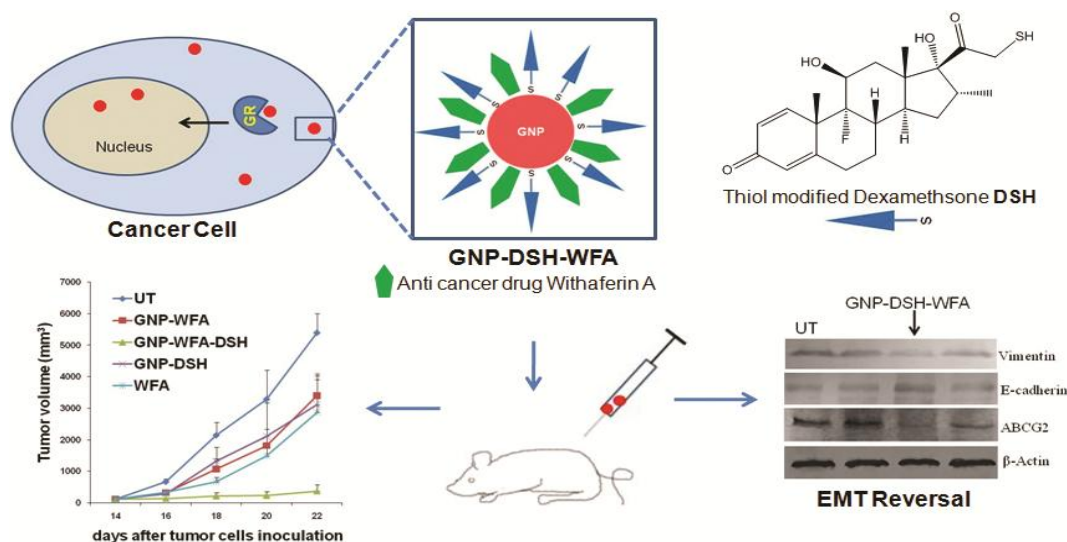 GR
Nucleus
Cancer Cell
S S S S S S S S
GNP
GNP-DSH-WFA
Anti cancer drug Withaferin A
O
SH
HO
HO
H
F
H
O
Thiol modified Dexamethsone DSH
S
Tumor volume (mm³)
7000
6000
5000
4000
3000
2000
1000
0
UT
GNP-WFA
GNP-WFA-DSH
GNP-DSH
WFA
14 16 18 20 22
days after tumor cells inoculation
GNP-DSH-WFA
UT
Vimentin
E-cadherin
ABCG2
β-Actin
EMT Reversal